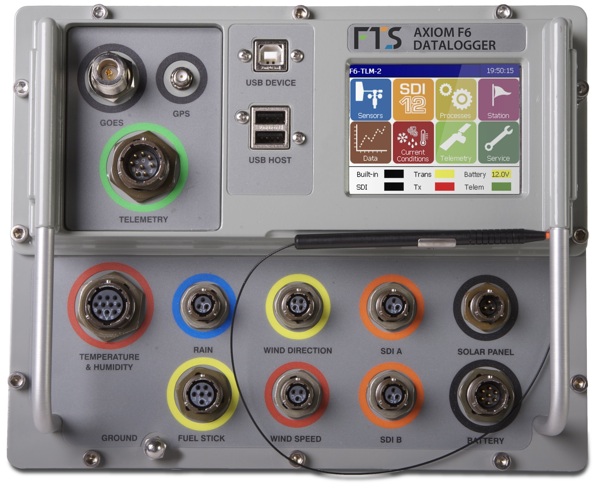 FTS AXIOM F6
DATALOGGER
F6-TLM-2 19:50:15
Sensors
SDI
12
Processes
Station
Data
Current
Conditions
Telemetry
Service
Built-in Trans Battery 12.0V
SDI Tx Telem
GOES
GPS
TELEMETRY
USB DEVICE
USB HOST
TEMPERATURE
& HUMIDITY
RAIN
WIND DIRECTION
SDI A
SOLAR PANEL
GROUND
FUEL STICK
WIND SPEED
SDI B
BATTERY